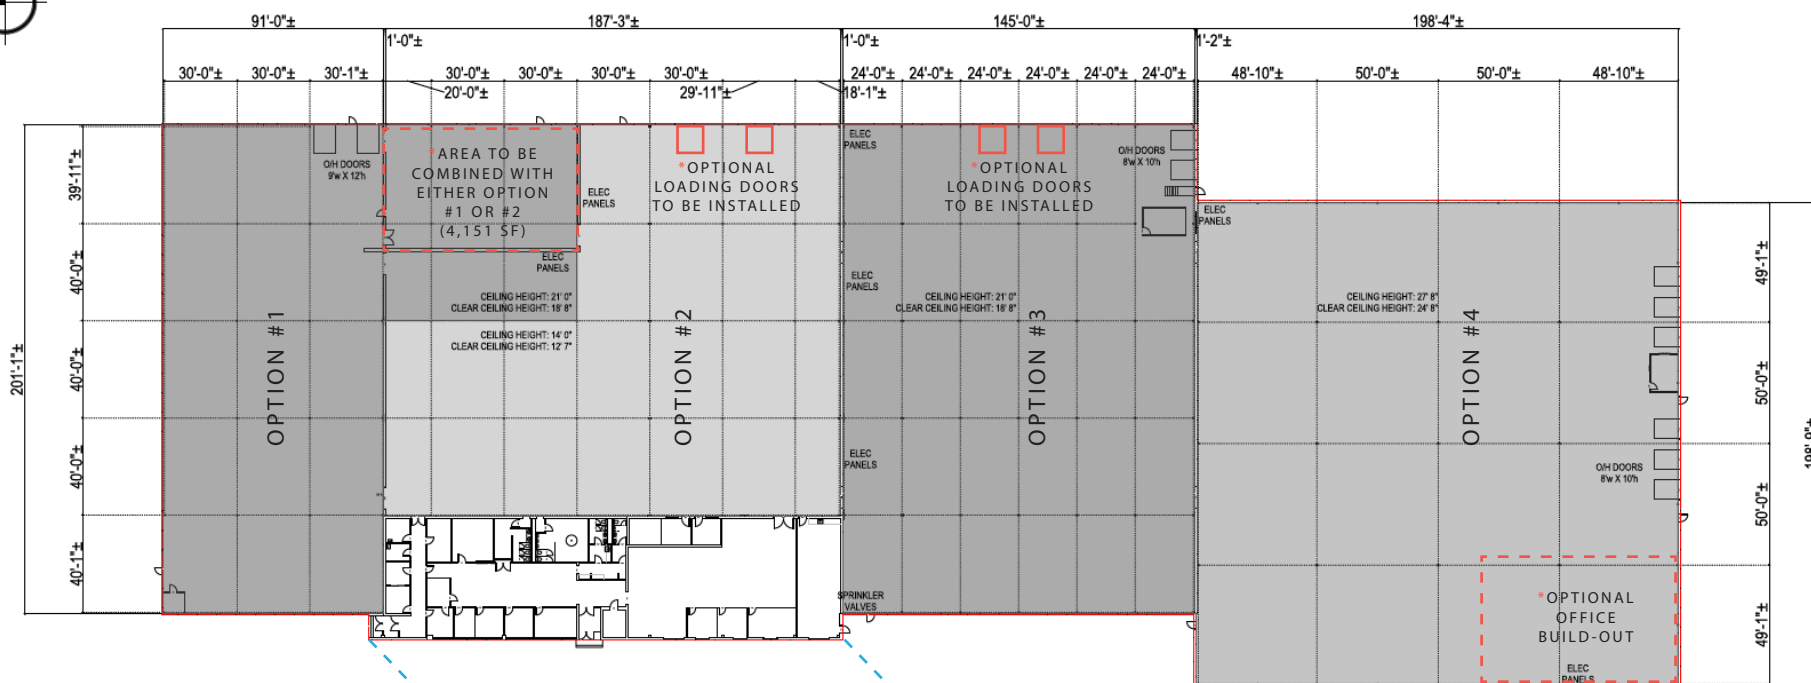 91'-0"±
187'-3"±
145'-0"±
198'-4"±
1'-0"±
1'-0"±
1'-2"±
30'-0"±
30'-0"±
30'-1"±
30'-0"±
30'-0"±
30'-0"±
30'-0"±
24'-0"±
24'-0"±
24'-0"±
24'-0"±
24'-0"±
24'-0"±
48'-10"±
50'-0"±
50'-0"±
48'-10"±
20'-0"±
29'-11"±
18'-1"±
201'-1"±
39'-11"±
40'-0"±
40'-0"±
40'-0"±
40'-1"±
O/H DOORS
9'w X 12'h
*AREA TO BE
COMBINED WITH
EITHER OPTION
#1 OR #2
(4,151 SF)
ELEC
PANELS
ELEC
PANELS
*OPTIONAL
LOADING DOORS
TO BE INSTALLED
CEILING HEIGHT: 21' 0"
CLEAR CEILING HEIGHT: 18' 8"
CEILING HEIGHT: 14' 0"
CLEAR CEILING HEIGHT: 12' 7"
OPTION #1
OPTION #2
ELEC
PANELS
*OPTIONAL
LOADING DOORS
TO BE INSTALLED
O/H DOORS
8'w X 10'h
ELEC
PANELS
CEILING HEIGHT: 21' 0"
CLEAR CEILING HEIGHT: 18' 8"
OPTION #3
ELEC
PANELS
SPRINKLER
VALVES
ELEC
PANELS
CEILING HEIGHT: 27' 8"
CLEAR CEILING HEIGHT: 24' 8"
OPTION #4
O/H DOORS
8'w X 10'h
*OPTIONAL
OFFICE
BUILD-OUT
ELEC
PANELS
49'-1"±
50'-0"±
50'-0"±
49'-1"±
198'-9"±